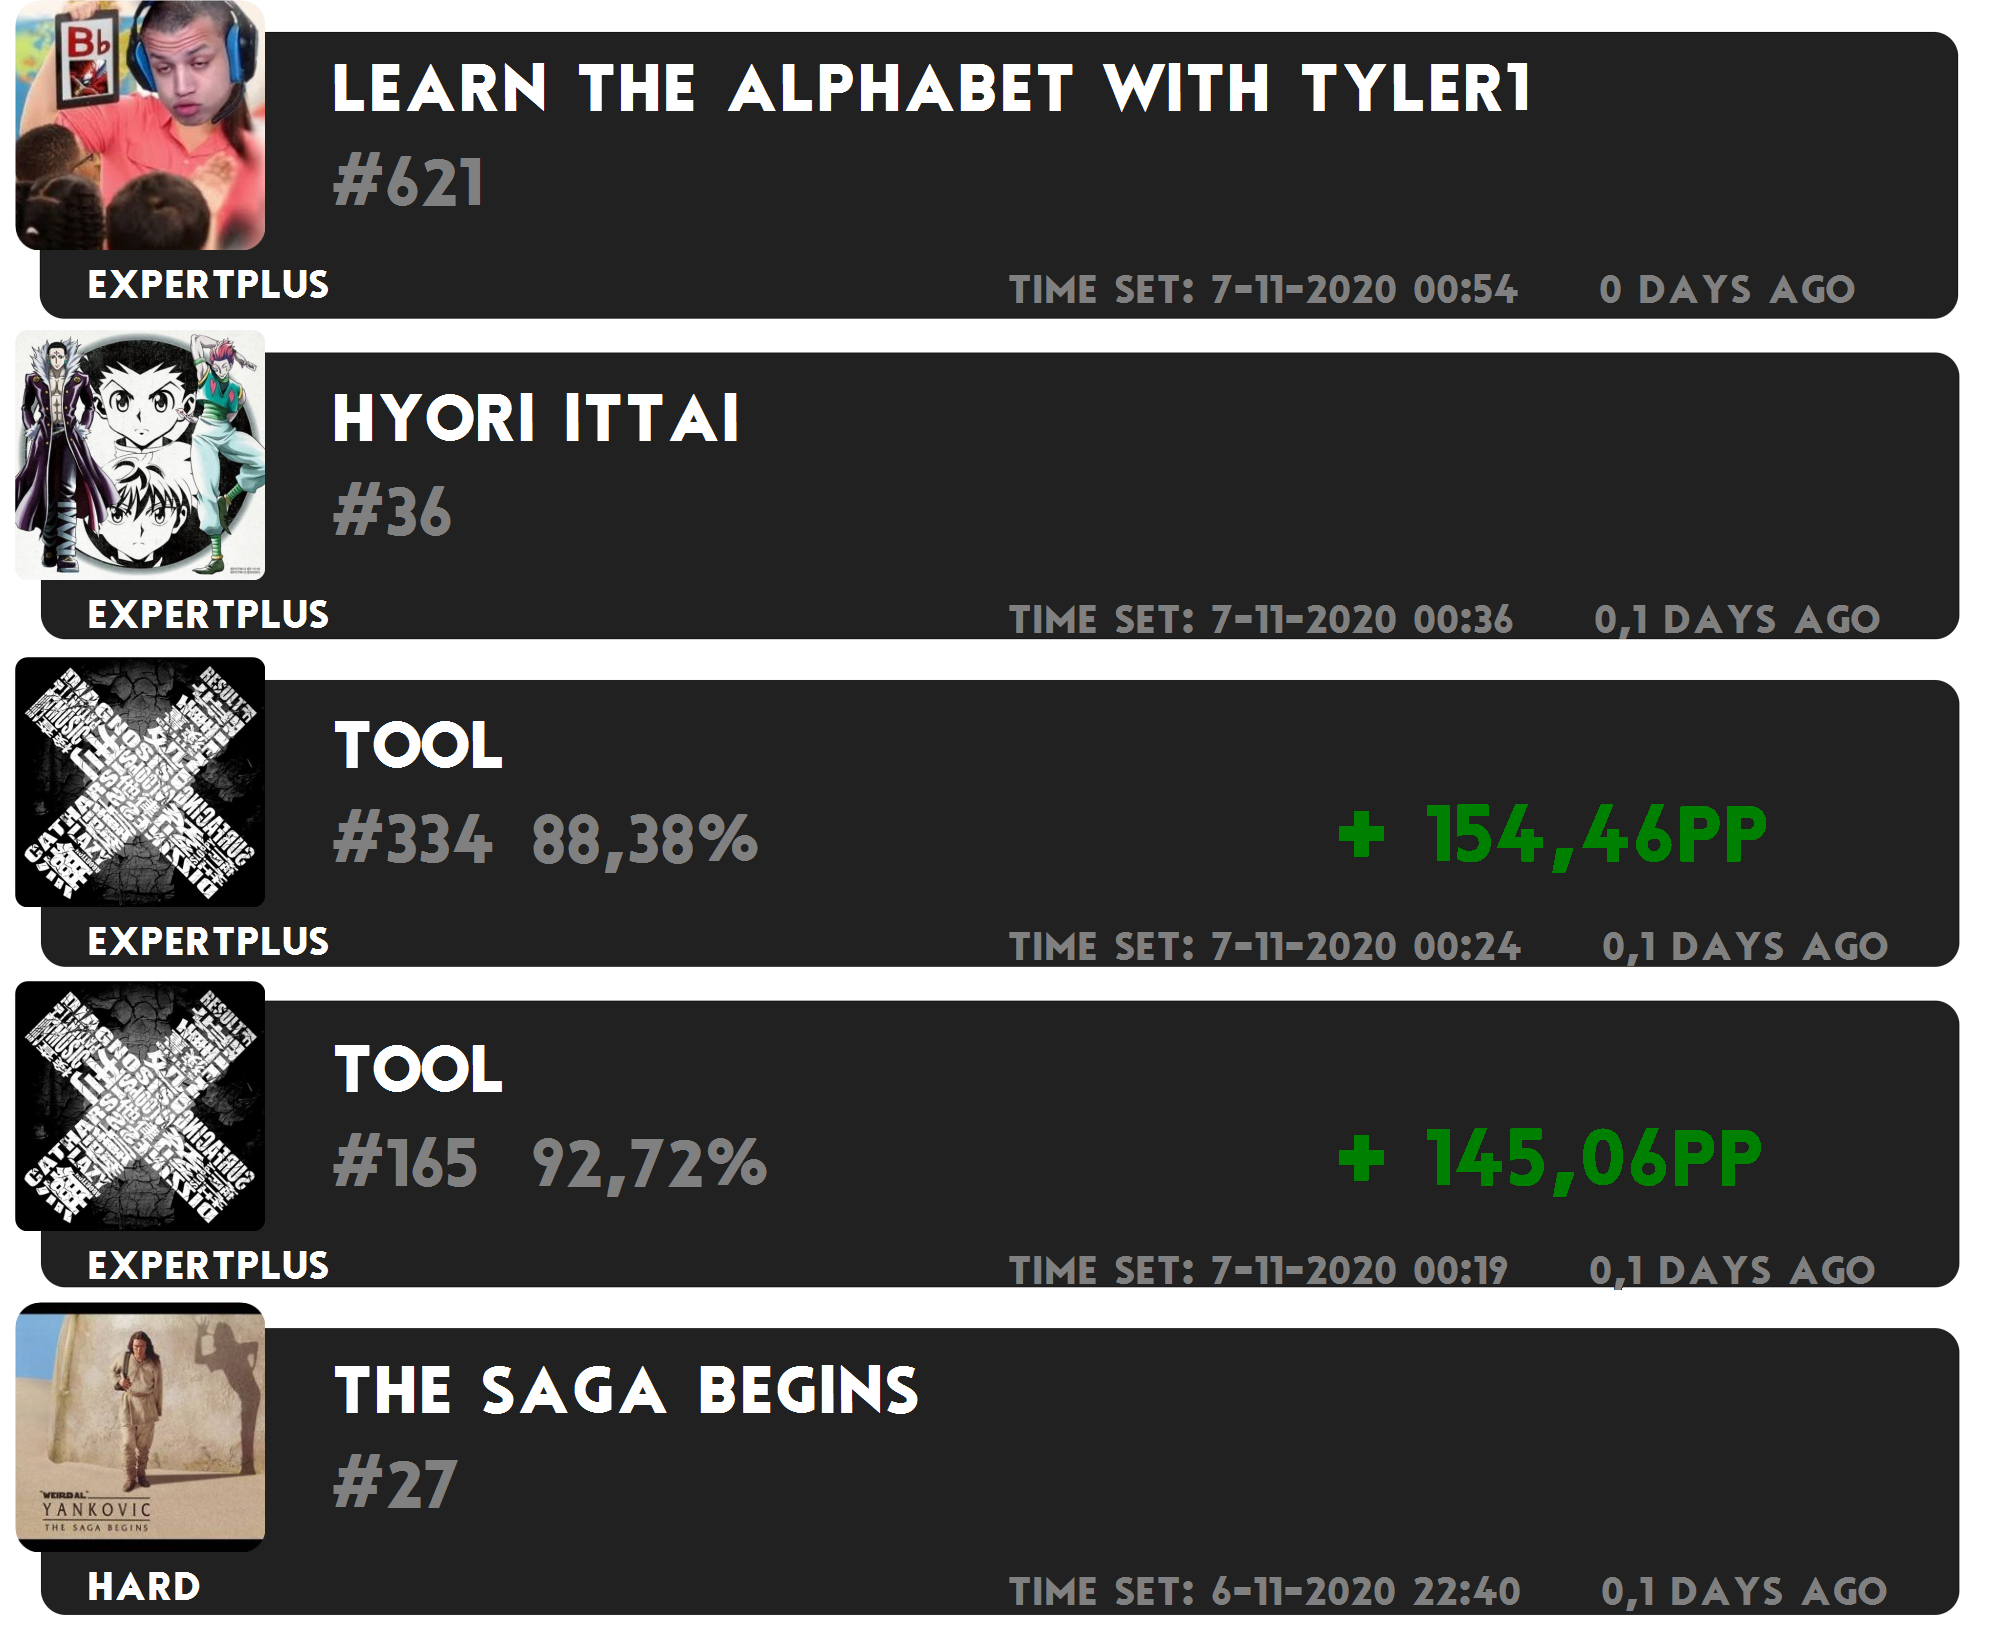 Bb
LEARN THE ALPHABET WITH TYLER1
#621
EXPERTPLUS
TIME SET: 7-11-2020 00:54 0 DAYS AGO
HYORI ITTAI
#36
EXPERTPLUS
TIME SET: 7-11-2020 00:36 0,1 DAYS AGO
TOOL
#334 88,38%
+ 154,46PP
EXPERTPLUS
TIME SET: 7-11-2020 00:24 0,1 DAYS AGO
TOOL
#165 92,72%
+ 145,06PP
EXPERTPLUS
TIME SET: 7-11-2020 00:19 0,1 DAYS AGO
THE SAGA BEGINS
#27
"WEIRD AL"
YANKOVIC
THE SAGA BEGINS
HARD
TIME SET: 6-11-2020 22:40 0,1 DAYS AGO